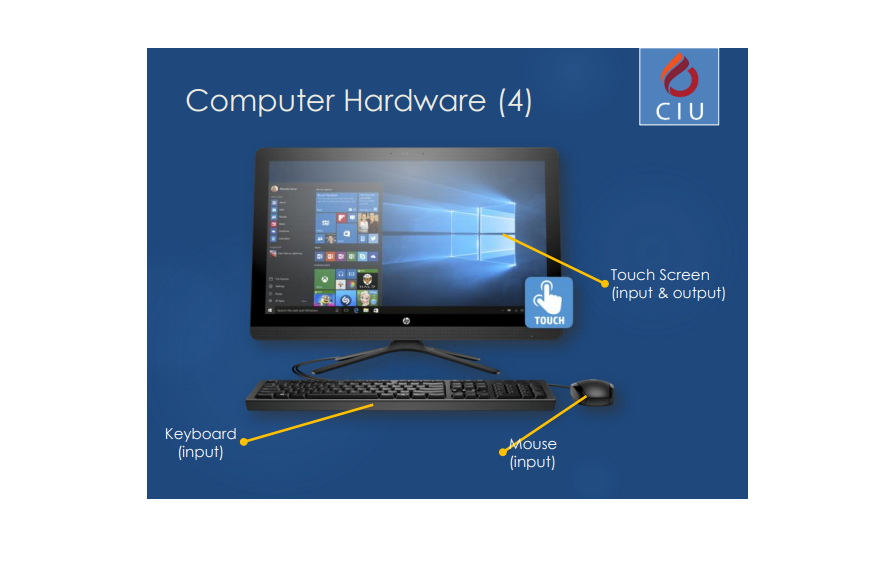 Computer Hardware (4)
CIU
Touch Screen
(input & output)
TOUCH
Keyboard
(input)
Mouse
(input)